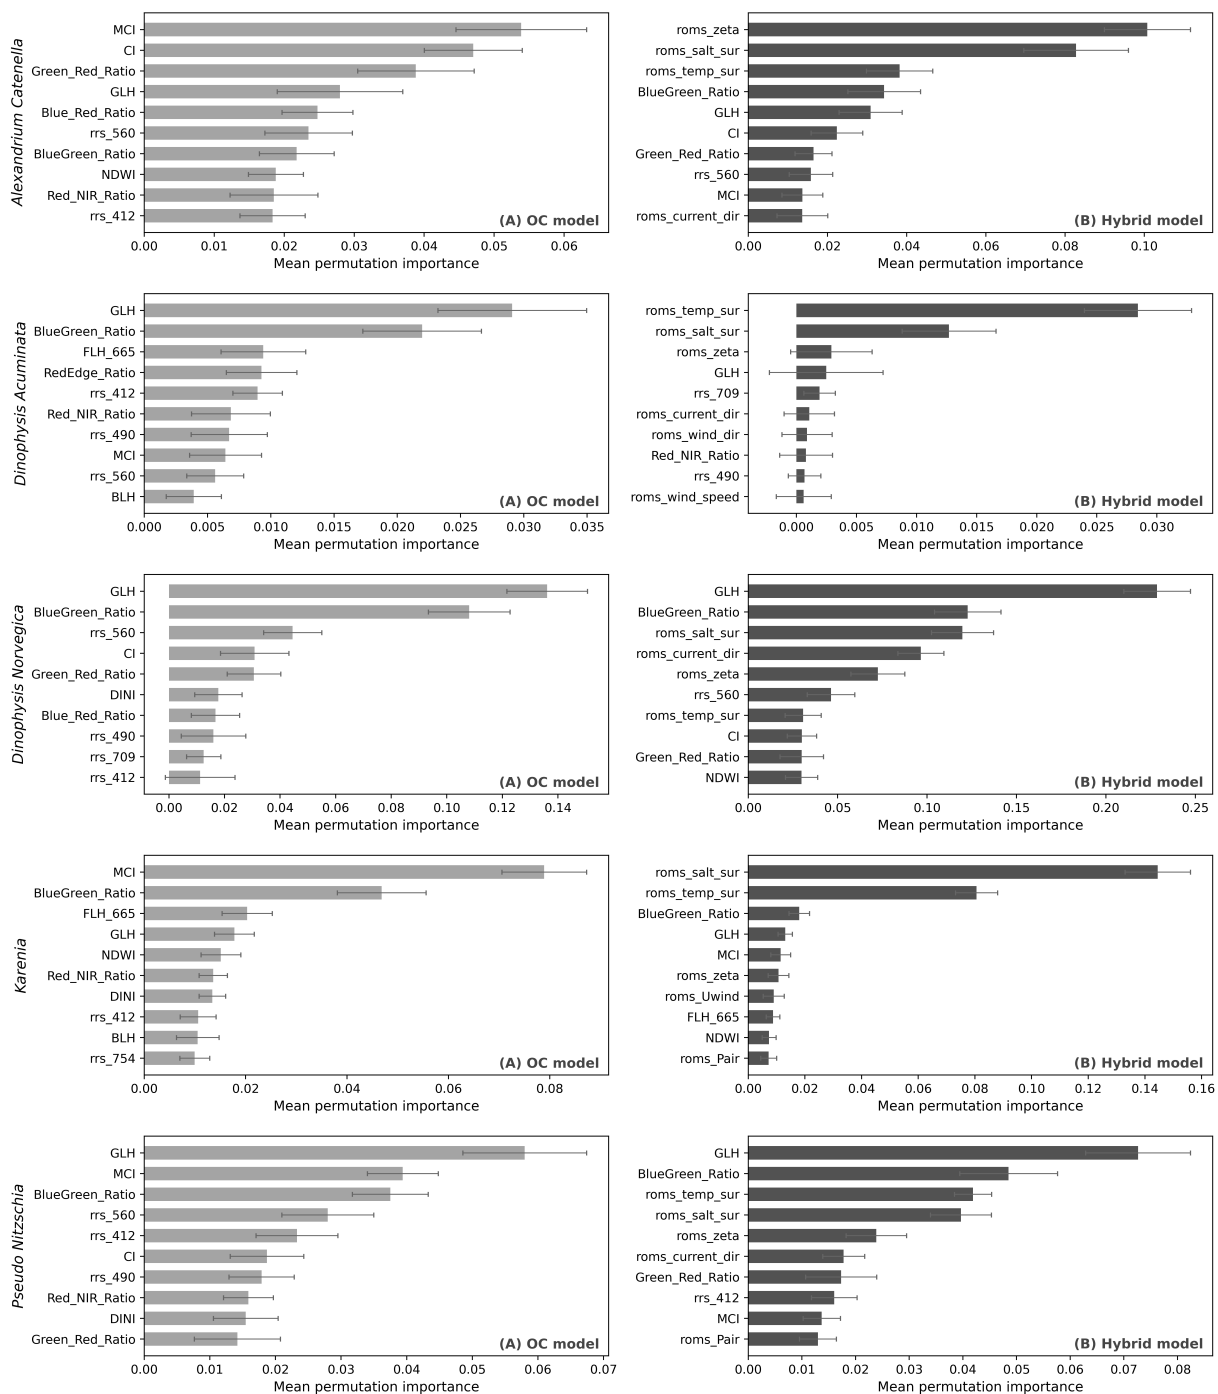 Alexandrium Catenella
MCI
CI
Green_Red_Ratio
GLH
Blue_Red_Ratio
rrs_560
BlueGreen_Ratio
NDWI
Red_NIR_Ratio
rrs_412
(A) OC model
0.00 0.01 0.02 0.03 0.04 0.05 0.06
Mean permutation importance
roms_zeta
roms_salt_sur
roms_temp_sur
BlueGreen_Ratio
GLH
CI
Green_Red_Ratio
rrs_560
MCI
roms_current_dir
(B) Hybrid model
0.00 0.02 0.04 0.06 0.08 0.10
Mean permutation importance
Dinophysis Acuminata
GLH
BlueGreen_Ratio
FLH_665
RedEdge_Ratio
rrs_412
Red_NIR_Ratio
rrs_490
MCI
rrs_560
BLH
(A) OC model
0.000 0.005 0.010 0.015 0.020 0.025 0.030 0.035
Mean permutation importance
roms_temp_sur
roms_salt_sur
roms_zeta
GLH
rrs_709
roms_current_dir
roms_wind_dir
Red_NIR_Ratio
rrs_490
roms_wind_speed
(B) Hybrid model
0.000 0.005 0.010 0.015 0.020 0.025 0.030
Mean permutation importance
Dinophysis Norvegica
GLH
BlueGreen_Ratio
rrs_560
CI
Green_Red_Ratio
DINI
Blue_Red_Ratio
rrs_490
rrs_709
rrs_412
(A) OC model
0.00 0.02 0.04 0.06 0.08 0.10 0.12 0.14
Mean permutation importance
GLH
BlueGreen_Ratio
roms_salt_sur
roms_current_dir
roms_zeta
rrs_560
roms_temp_sur
CI
Green_Red_Ratio
NDWI
(B) Hybrid model
0.00 0.05 0.10 0.15 0.20 0.25
Mean permutation importance
Karenia
MCI
BlueGreen_Ratio
FLH_665
GLH
NDWI
Red_NIR_Ratio
DINI
rrs_412
BLH
rrs_754
(A) OC model
0.00 0.02 0.04 0.06 0.08
Mean permutation importance
roms_salt_sur
roms_temp_sur
BlueGreen_Ratio
GLH
MCI
roms_zeta
roms_Uwind
FLH_665
NDWI
roms_Pair
(B) Hybrid model
0.00 0.02 0.04 0.06 0.08 0.10 0.12 0.14 0.16
Mean permutation importance
Pseudo Nitzschia
GLH
MCI
BlueGreen_Ratio
rrs_560
rrs_412
CI
rrs_490
Red_NIR_Ratio
DINI
Green_Red_Ratio
(A) OC model
0.00 0.01 0.02 0.03 0.04 0.05 0.06 0.07
Mean permutation importance
GLH
BlueGreen_Ratio
roms_temp_sur
roms_salt_sur
roms_zeta
roms_current_dir
Green_Red_Ratio
rrs_412
MCI
roms_Pair
(B) Hybrid model
0.00 0.01 0.02 0.03 0.04 0.05 0.06 0.07 0.08
Mean permutation importance